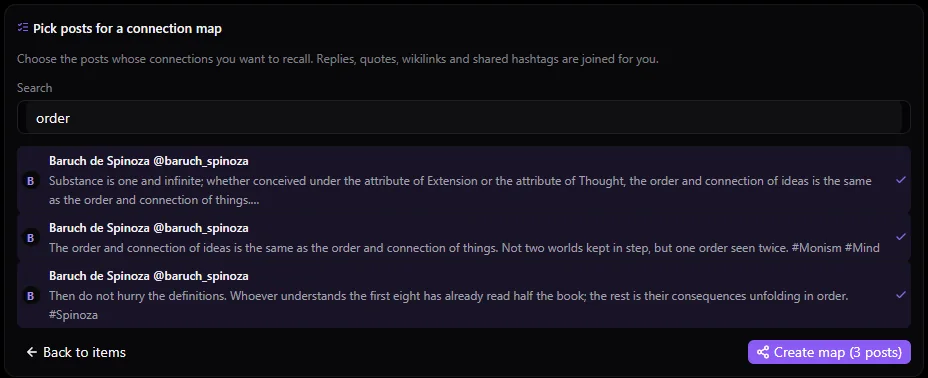 Pick posts for a connection map
Choose the posts whose connections you want to recall. Replies, quotes, wikilinks and shared hashtags are joined for you.
Search
order
Baruch de Spinoza @baruch_spinoza
B
Substance is one and infinite; whether conceived under the attribute of Extension or the attribute of Thought, the order and connection of ideas is the same
as the order and connection of things....
Baruch de Spinoza @baruch_spinoza
B
The order and connection of ideas is the same as the order and connection of things. Not two worlds kept in step, but one order seen twice. #Monism #Mind
Baruch de Spinoza @baruch_spinoza
B
Then do not hurry the definitions. Whoever understands the first eight has already read half the book; the rest is their consequences unfolding in order.
#Spinoza
Back to items
Create map (3 posts)